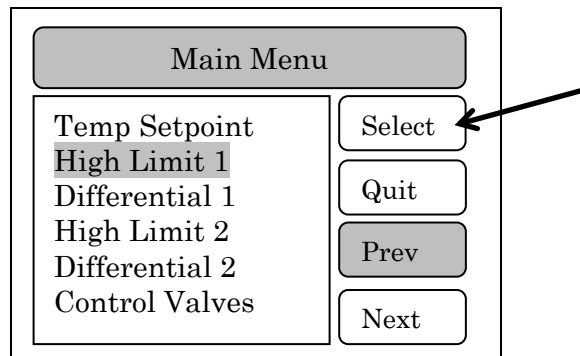 Main Menu
Temp Setpoint
High Limit 1
Differential 1
High Limit 2
Differential 2
Control Valves
Select
Quit
Prev
Next